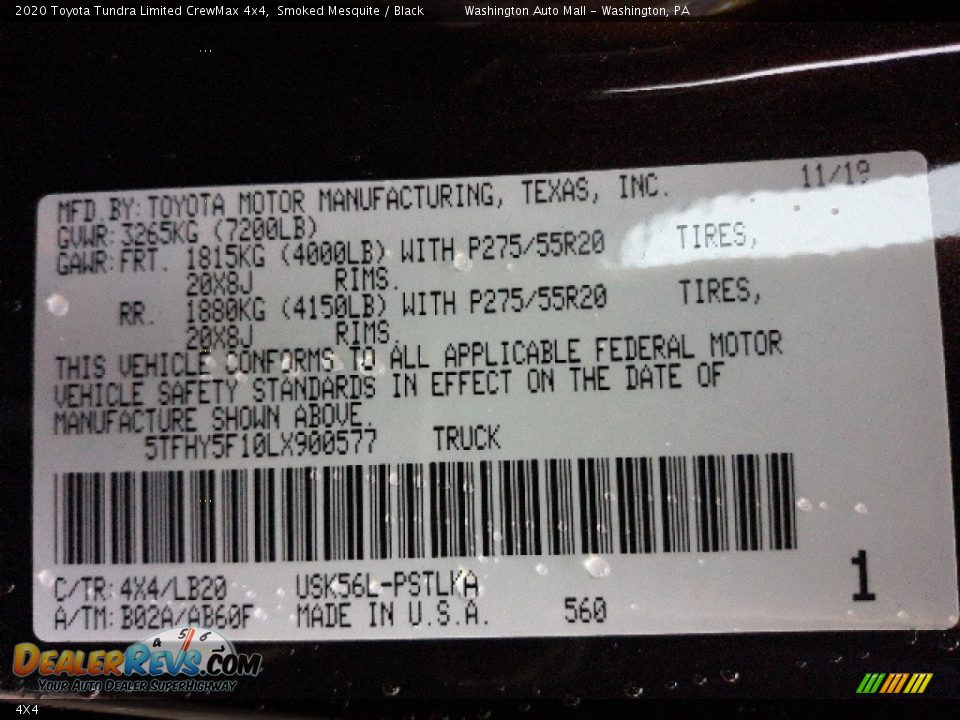 2020 Toyota Tundra Limited CrewMax 4x4, Smoked Mesquite / Black Washington Auto Mall - Washington, PA
11/19
MFD. BY: TOYOTA MOTOR MANUFACTURING, TEXAS, INC.
GVWR: 3265KG (7200LB)
GAWR: FRT. 1815KG (4000LB) WITH P275/55R20 TIRES,
20X8J RIMS.
RR. 1880KG (4150LB) WITH P275/55R20 TIRES,
20X8J RIMS.
THIS VEHICLE CONFORMS TO ALL APPLICABLE FEDERAL MOTOR
VEHICLE SAFETY STANDARDS IN EFFECT ON THE DATE OF
MANUFACTURE SHOWN ABOVE.
5TFHY5F10LX900577 TRUCK
C/TR: 4X4/LB20 USK56L-PSTLKA
A/TM: B02A/AB60F MADE IN U.S.A. 560
1
4 5 6
DEALERREVS.COM
Your Auto Dealer SuperHighway
4X4